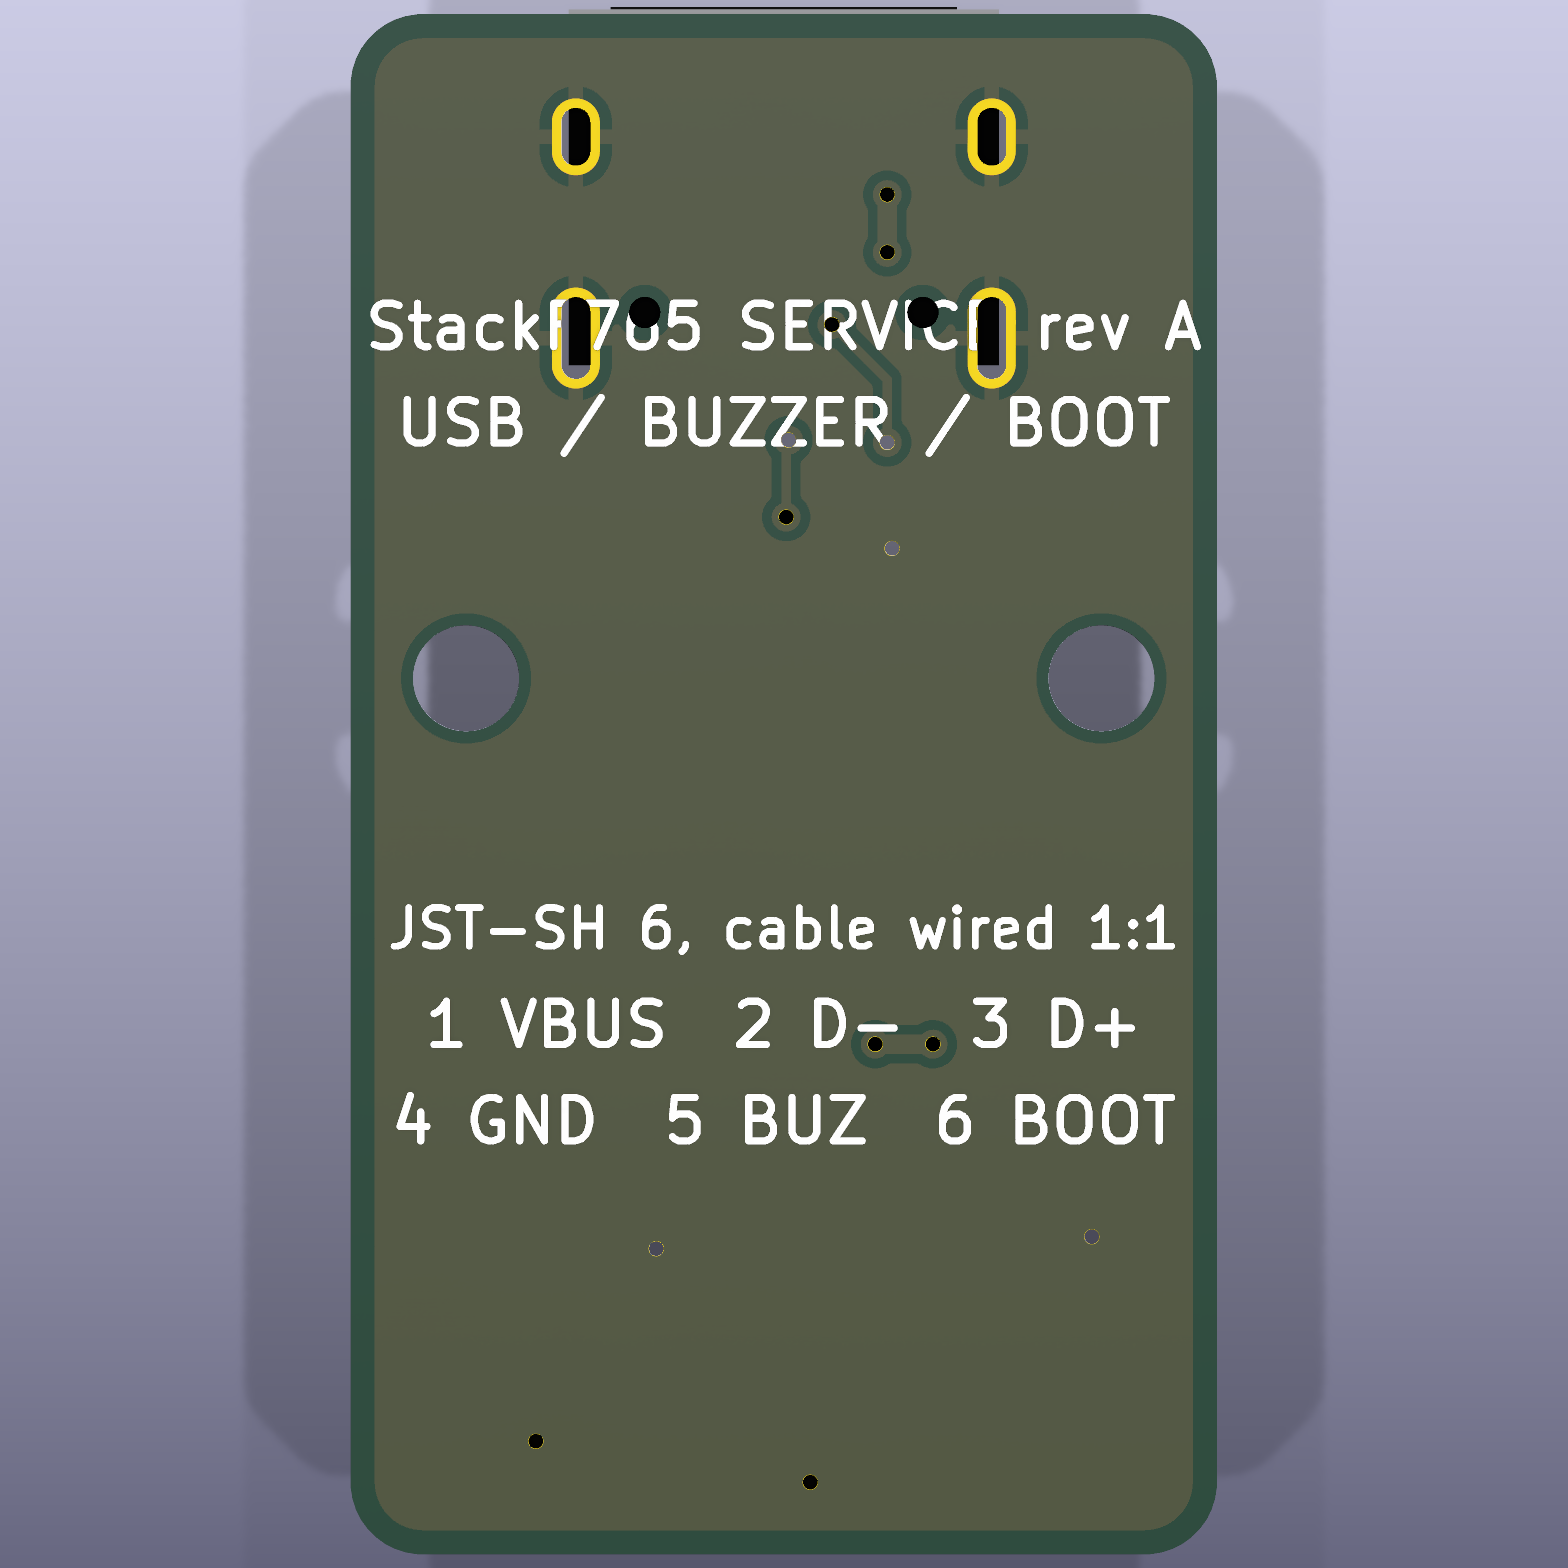 StackF765 SERVICE rev A
USB / BUZZER / BOOT
JST-SH 6, cable wired 1:1
1 VBUS 2 D- 3 D+
4 GND 5 BUZ 6 BOOT